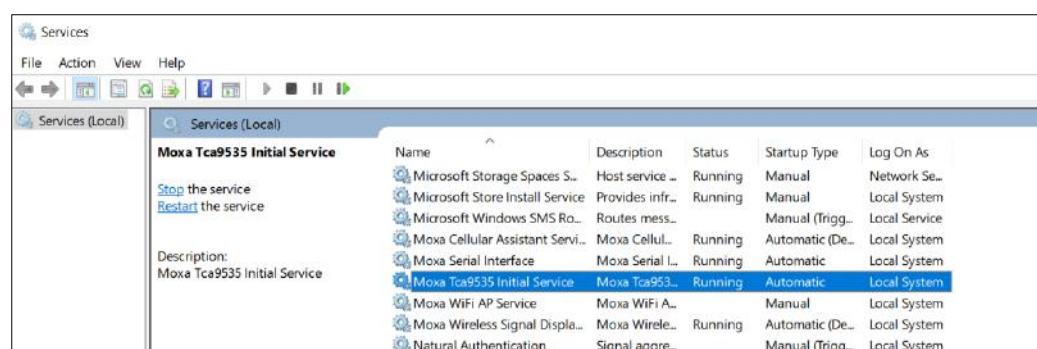 Services
File Action View Help
Services (Local)
Services (Local)
Moxa Tca9535 Initial Service
Stop the service
Restart the service
Description:
Moxa Tca9535 Initial Service
Name Description Status Startup Type Log On As
Microsoft Storage Spaces S... Host service ... Running Manual Network Se...
Microsoft Store Install Service Provides infr... Running Manual Local System
Microsoft Windows SMS Ro... Routes mess... Manual (Trigg... Local Service
Moxa Cellular Assistant Servi... Moxa Cellul... Running Automatic (De... Local System
Moxa Serial Interface Moxa Serial I... Running Automatic Local System
Moxa Tca9535 Initial Service Moxa Tca953... Running Automatic Local System
Moxa WiFi AP Service Moxa WiFi A... Manual Local System
Moxa Wireless Signal Displa... Moxa Wirele... Running Automatic (De... Local System
Natural Authentication Signal aggre... Manual (Trigg... Local System